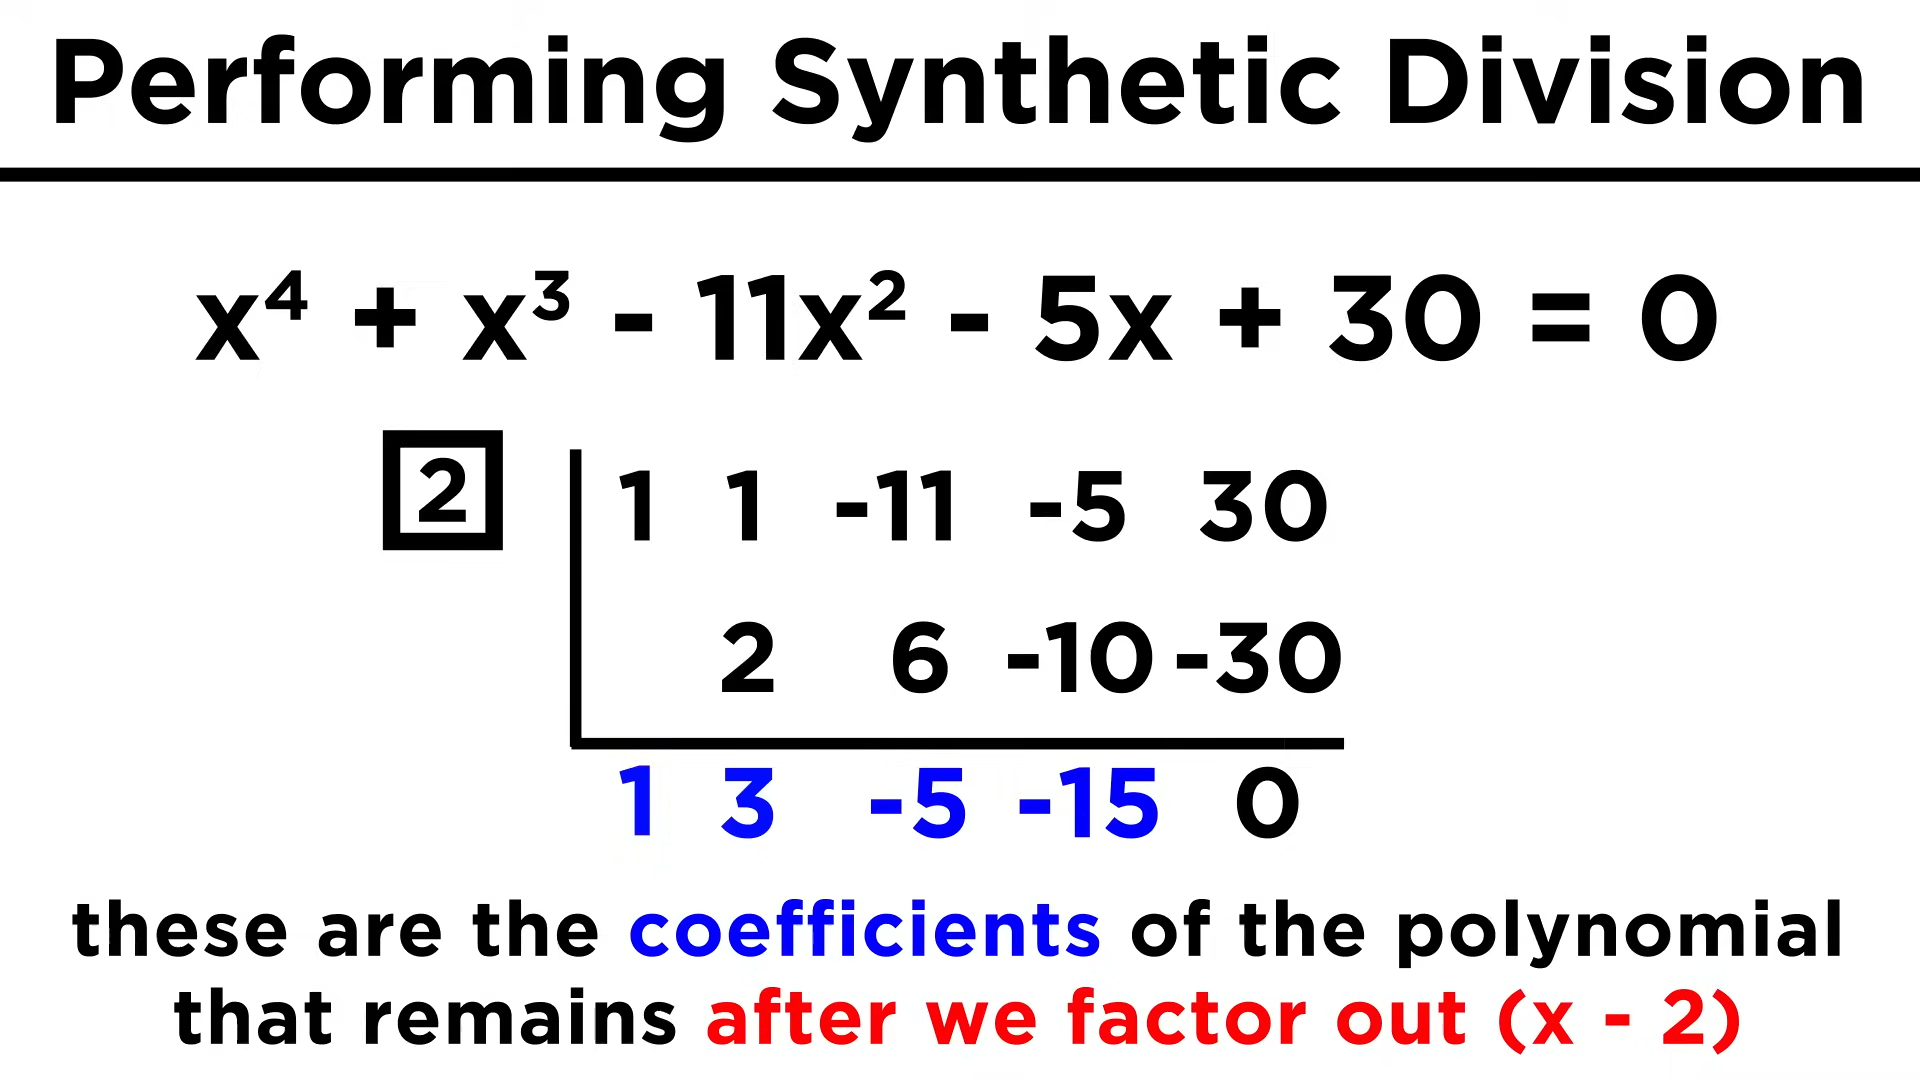 Performing Synthetic Division
x⁴ + x³ - 11x² - 5x + 30 = 0
2 1 1 -11 -5 30
2 6 -10 -30
1 3 -5 -15 0
these are the coefficients of the polynomial
that remains after we factor out (x - 2)